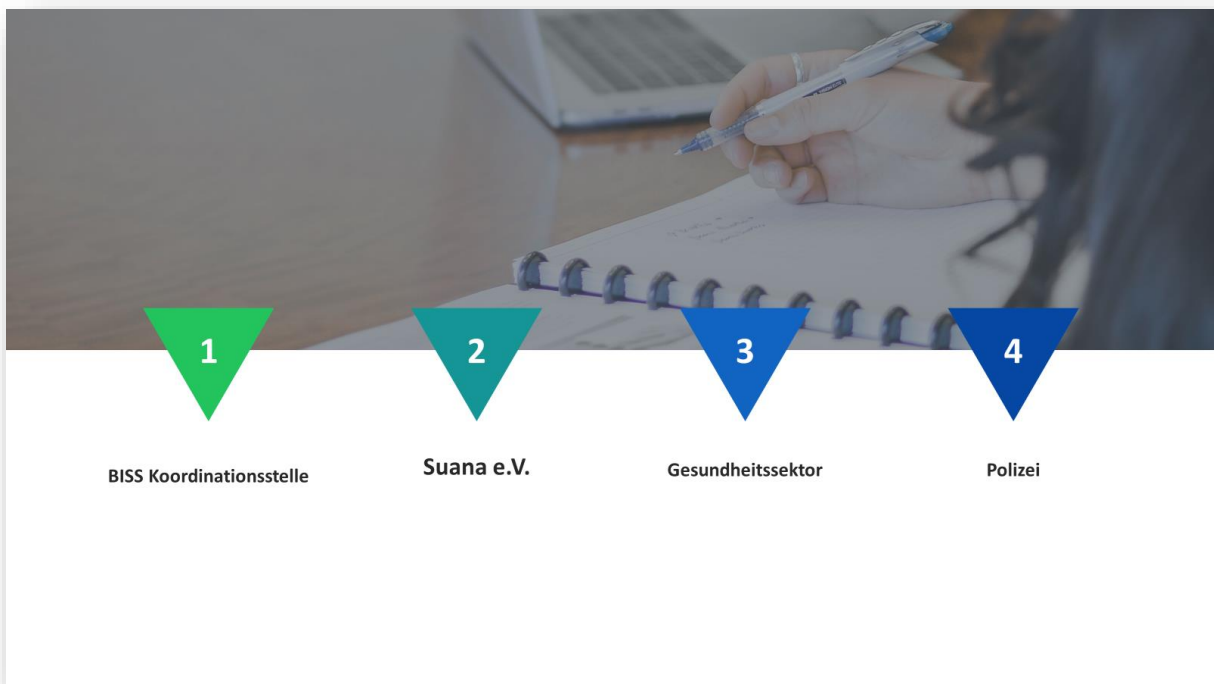 1
2
3
4
BISS Koordinationsstelle
Suana e.V.
Gesundheitssektor
Polizei